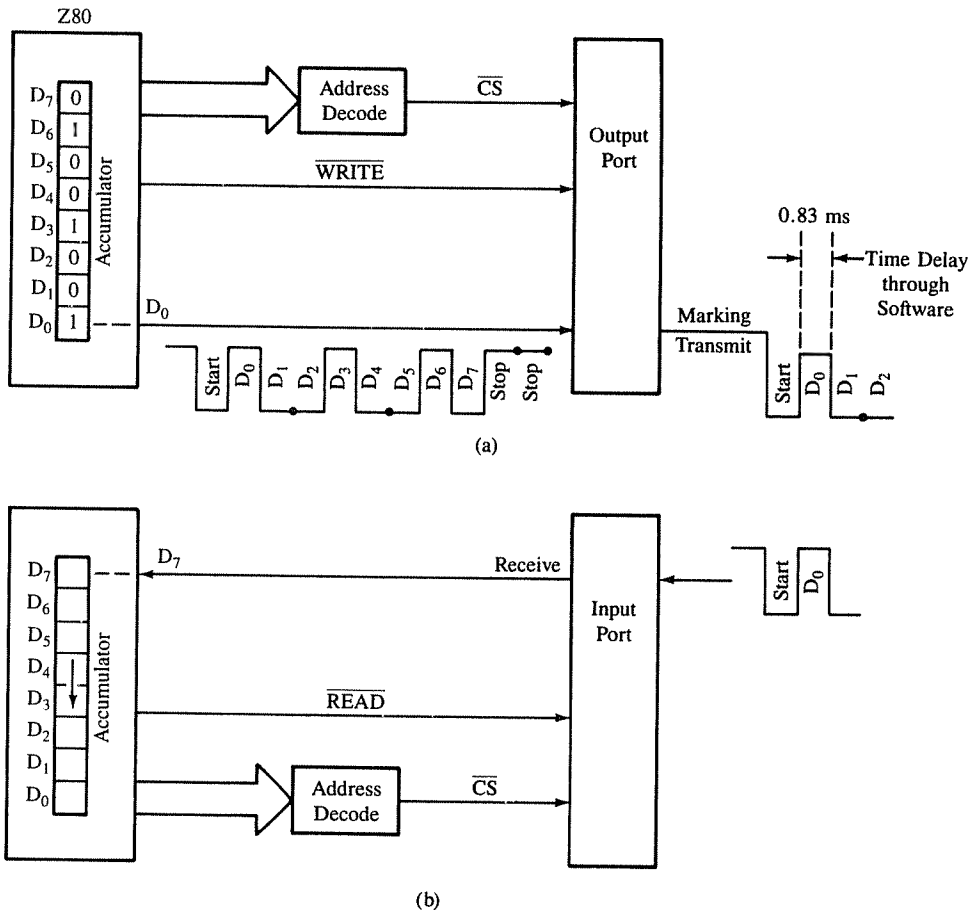 Z80
D7 0
D6 1
D5 0
D4 0
D3 1
D2 0
D1 0
D0 1
Accumulator
Address
Decode
CS
WRITE
D0
Output
Port
Start D0 D1 D2 D3 D4 D5 D6 D7 Stop Stop
Marking
Transmit
0.83 ms
Time Delay
through
Software
Start D0 D1 D2
(a)
D7
D6
D5
D4
D3
D2
D1
D0
Accumulator
D7
Receive
READ
Address
Decode
CS
Input
Port
Start D0
(b)